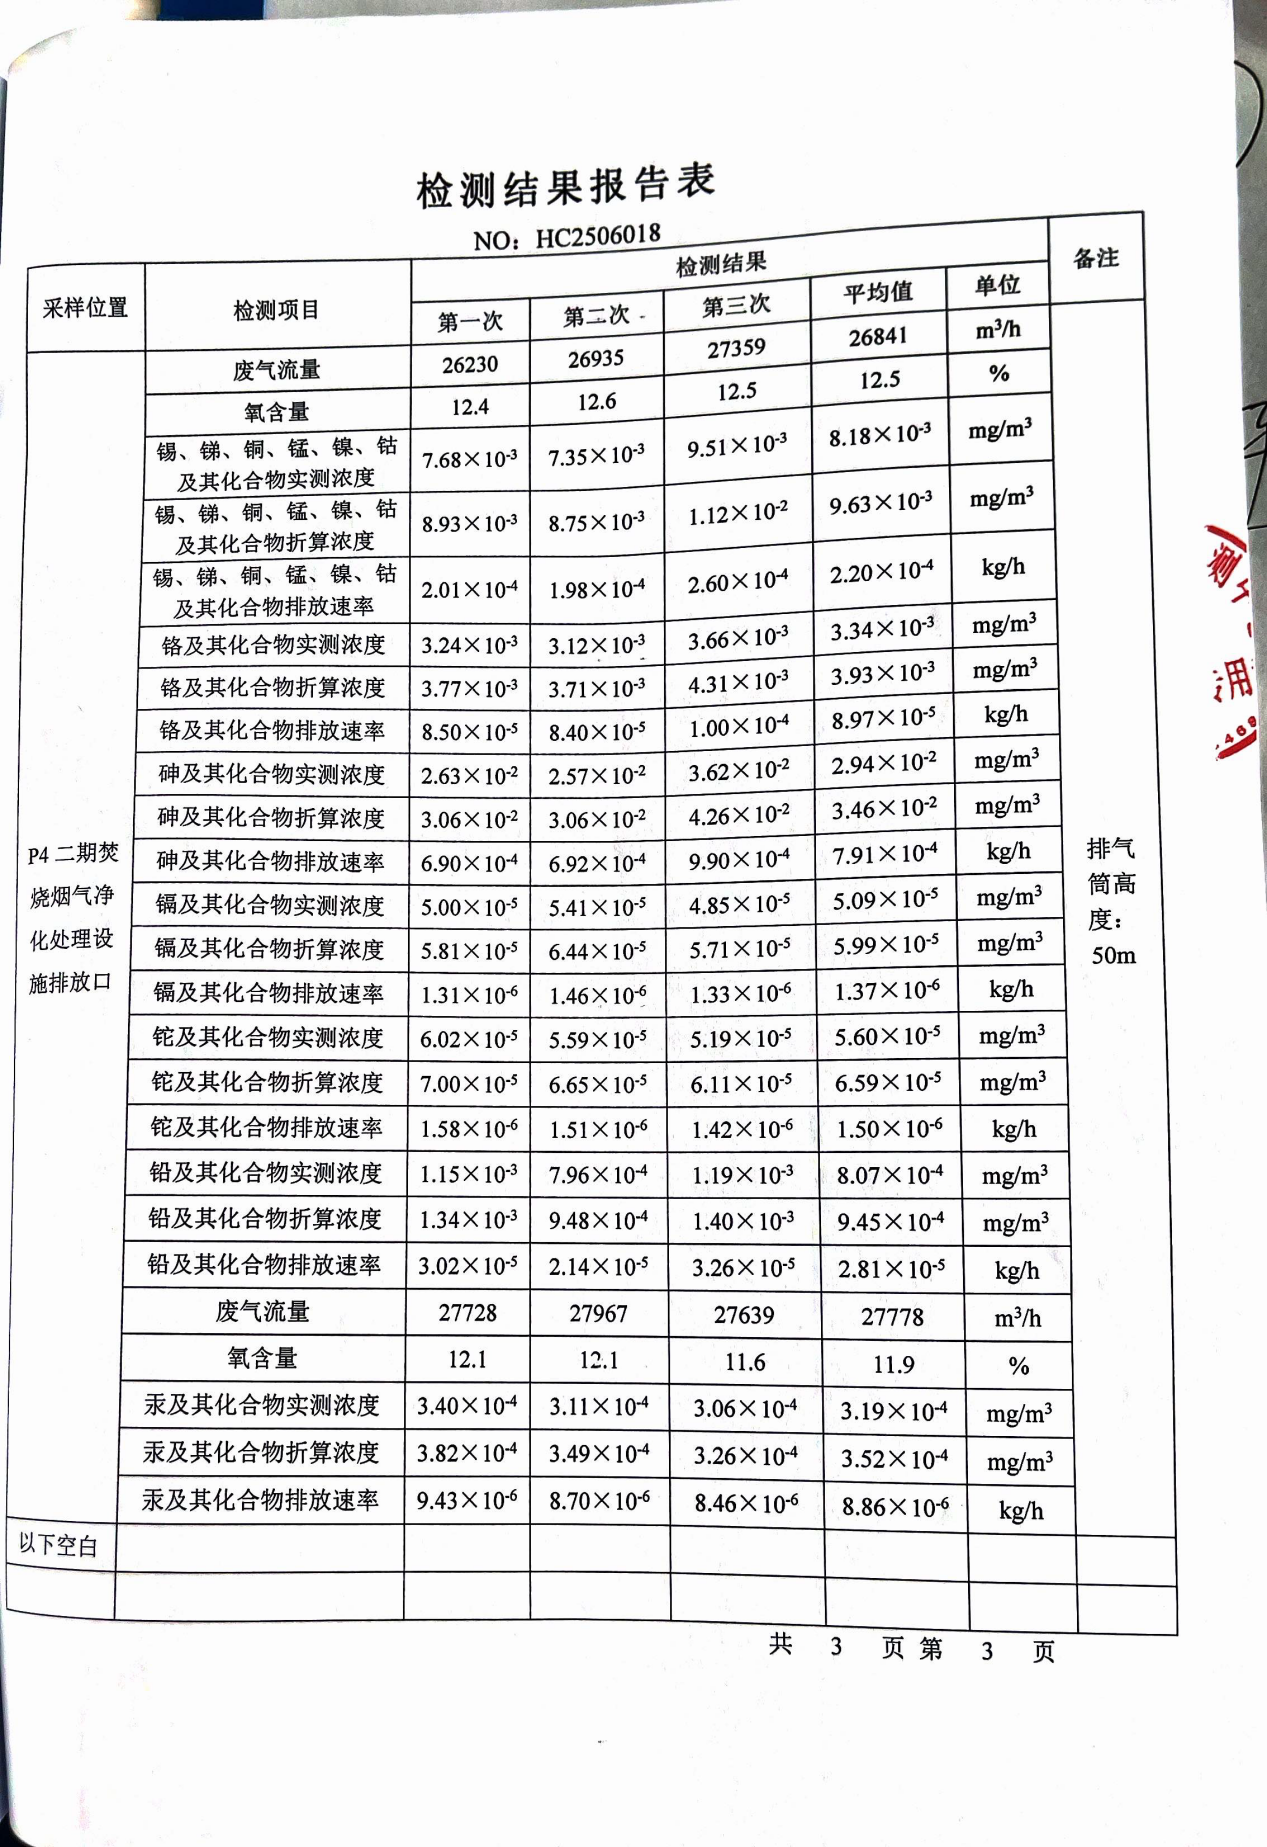 检测结果报告表
NO：HC2506018
采样位置 检测项目 检测结果 备注
第一次 第二次 第三次 平均值 单位
废气流量 26230 26935 27359 26841 m³/h
氧含量 12.4 12.6 12.5 12.5 %
锡、锑、铜、锰、镍、钴
及其化合物实测浓度 7.68×10⁻³ 7.35×10⁻³ 9.51×10⁻³ 8.18×10⁻³ mg/m³
锡、锑、铜、锰、镍、钴
及其化合物折算浓度 8.93×10⁻³ 8.75×10⁻³ 1.12×10⁻² 9.63×10⁻³ mg/m³
锡、锑、铜、锰、镍、钴
及其化合物排放速率 2.01×10⁻⁴ 1.98×10⁻⁴ 2.60×10⁻⁴ 2.20×10⁻⁴ kg/h
铬及其化合物实测浓度 3.24×10⁻³ 3.12×10⁻³ 3.66×10⁻³ 3.34×10⁻³ mg/m³
铬及其化合物折算浓度 3.77×10⁻³ 3.71×10⁻³ 4.31×10⁻³ 3.93×10⁻³ mg/m³
铬及其化合物排放速率 8.50×10⁻⁵ 8.40×10⁻⁵ 1.00×10⁻⁴ 8.97×10⁻⁵ kg/h
砷及其化合物实测浓度 2.63×10⁻² 2.57×10⁻² 3.62×10⁻² 2.94×10⁻² mg/m³
砷及其化合物折算浓度 3.06×10⁻² 3.06×10⁻² 4.26×10⁻² 3.46×10⁻² mg/m³
砷及其化合物排放速率 6.90×10⁻⁴ 6.92×10⁻⁴ 9.90×10⁻⁴ 7.91×10⁻⁴ kg/h
镉及其化合物实测浓度 5.00×10⁻⁵ 5.41×10⁻⁵ 4.85×10⁻⁵ 5.09×10⁻⁵ mg/m³
镉及其化合物折算浓度 5.81×10⁻⁵ 6.44×10⁻⁵ 5.71×10⁻⁵ 5.99×10⁻⁵ mg/m³
镉及其化合物排放速率 1.31×10⁻⁶ 1.46×10⁻⁶ 1.33×10⁻⁶ 1.37×10⁻⁶ kg/h
铊及其化合物实测浓度 6.02×10⁻⁵ 5.59×10⁻⁵ 5.19×10⁻⁵ 5.60×10⁻⁵ mg/m³
铊及其化合物折算浓度 7.00×10⁻⁵ 6.65×10⁻⁵ 6.11×10⁻⁵ 6.59×10⁻⁵ mg/m³
铊及其化合物排放速率 1.58×10⁻⁶ 1.51×10⁻⁶ 1.42×10⁻⁶ 1.50×10⁻⁶ kg/h
铅及其化合物实测浓度 1.15×10⁻³ 7.96×10⁻⁴ 1.19×10⁻³ 8.07×10⁻⁴ mg/m³
铅及其化合物折算浓度 1.34×10⁻³ 9.48×10⁻⁴ 1.40×10⁻³ 9.45×10⁻⁴ mg/m³
铅及其化合物排放速率 3.02×10⁻⁵ 2.14×10⁻⁵ 3.26×10⁻⁵ 2.81×10⁻⁵ kg/h
废气流量 27728 27967 27639 27778 m³/h
氧含量 12.1 12.1 11.6 11.9 %
汞及其化合物实测浓度 3.40×10⁻⁴ 3.11×10⁻⁴ 3.06×10⁻⁴ 3.19×10⁻⁴ mg/m³
汞及其化合物折算浓度 3.82×10⁻⁴ 3.49×10⁻⁴ 3.26×10⁻⁴ 3.52×10⁻⁴ mg/m³
汞及其化合物排放速率 9.43×10⁻⁶ 8.70×10⁻⁶ 8.46×10⁻⁶ 8.86×10⁻⁶ kg/h
P4 二期焚
烧烟气净
化处理设
施排放口
排气
筒高
度：
50m
以下空白
共 3 页 第 3 页
测
用